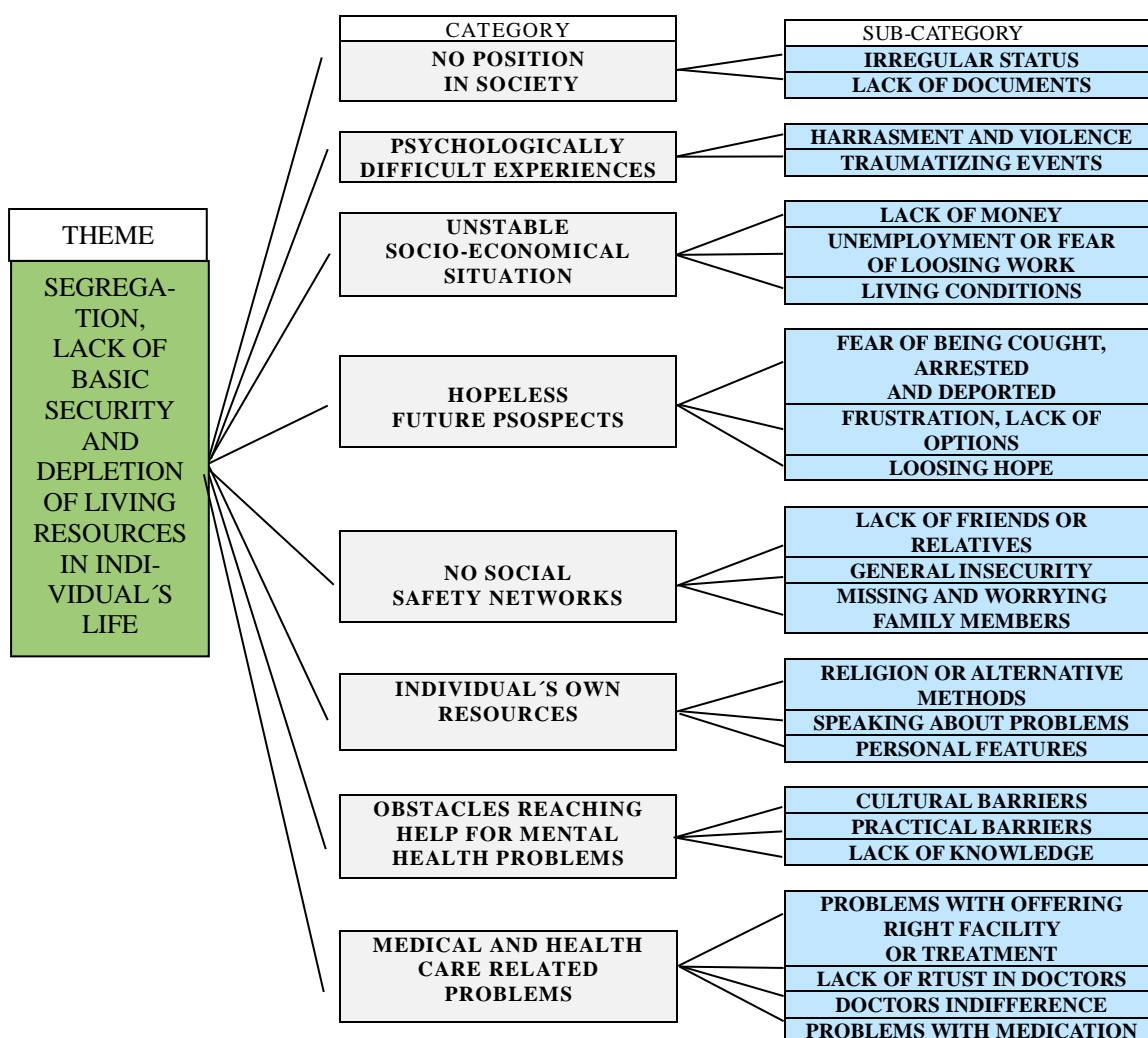 THEME
SEGREGA-
TION,
LACK OF
BASIC
SECURITY
AND
DEPLETION
OF LIVING
RESOURCES
IN INDI-
VIDUAL´S
LIFE
CATEGORY
NO POSITION
IN SOCIETY
PSYCHOLOGICALLY
DIFFICULT EXPERIENCES
UNSTABLE
SOCIO-ECONOMICAL
SITUATION
HOPELESS
FUTURE PSOSPECTS
NO SOCIAL
SAFETY NETWORKS
INDIVIDUAL´S OWN
RESOURCES
OBSTACLES REACHING
HELP FOR MENTAL
HEALTH PROBLEMS
MEDICAL AND HEALTH
CARE RELATED
PROBLEMS
SUB-CATEGORY
IRREGULAR STATUS
LACK OF DOCUMENTS
HARRASMENT AND VIOLENCE
TRAUMATIZING EVENTS
LACK OF MONEY
UNEMPLOYMENT OR FEAR
OF LOOSING WORK
LIVING CONDITIONS
FEAR OF BEING COUGHT,
ARRESTED
AND DEPORTED
FRUSTRATION, LACK OF
OPTIONS
LOOSING HOPE
LACK OF FRIENDS OR
RELATIVES
GENERAL INSECURITY
MISSING AND WORRYING
FAMILY MEMBERS
RELIGION OR ALTERNATIVE
METHODS
SPEAKING ABOUT PROBLEMS
PERSONAL FEATURES
CULTURAL BARRIERS
PRACTICAL BARRIERS
LACK OF KNOWLEDGE
PROBLEMS WITH OFFERING
RIGHT FACILITY
OR TREATMENT
LACK OF RTUST IN DOCTORS
DOCTORS INDIFFERENCE
PROBLEMS WITH MEDICATION